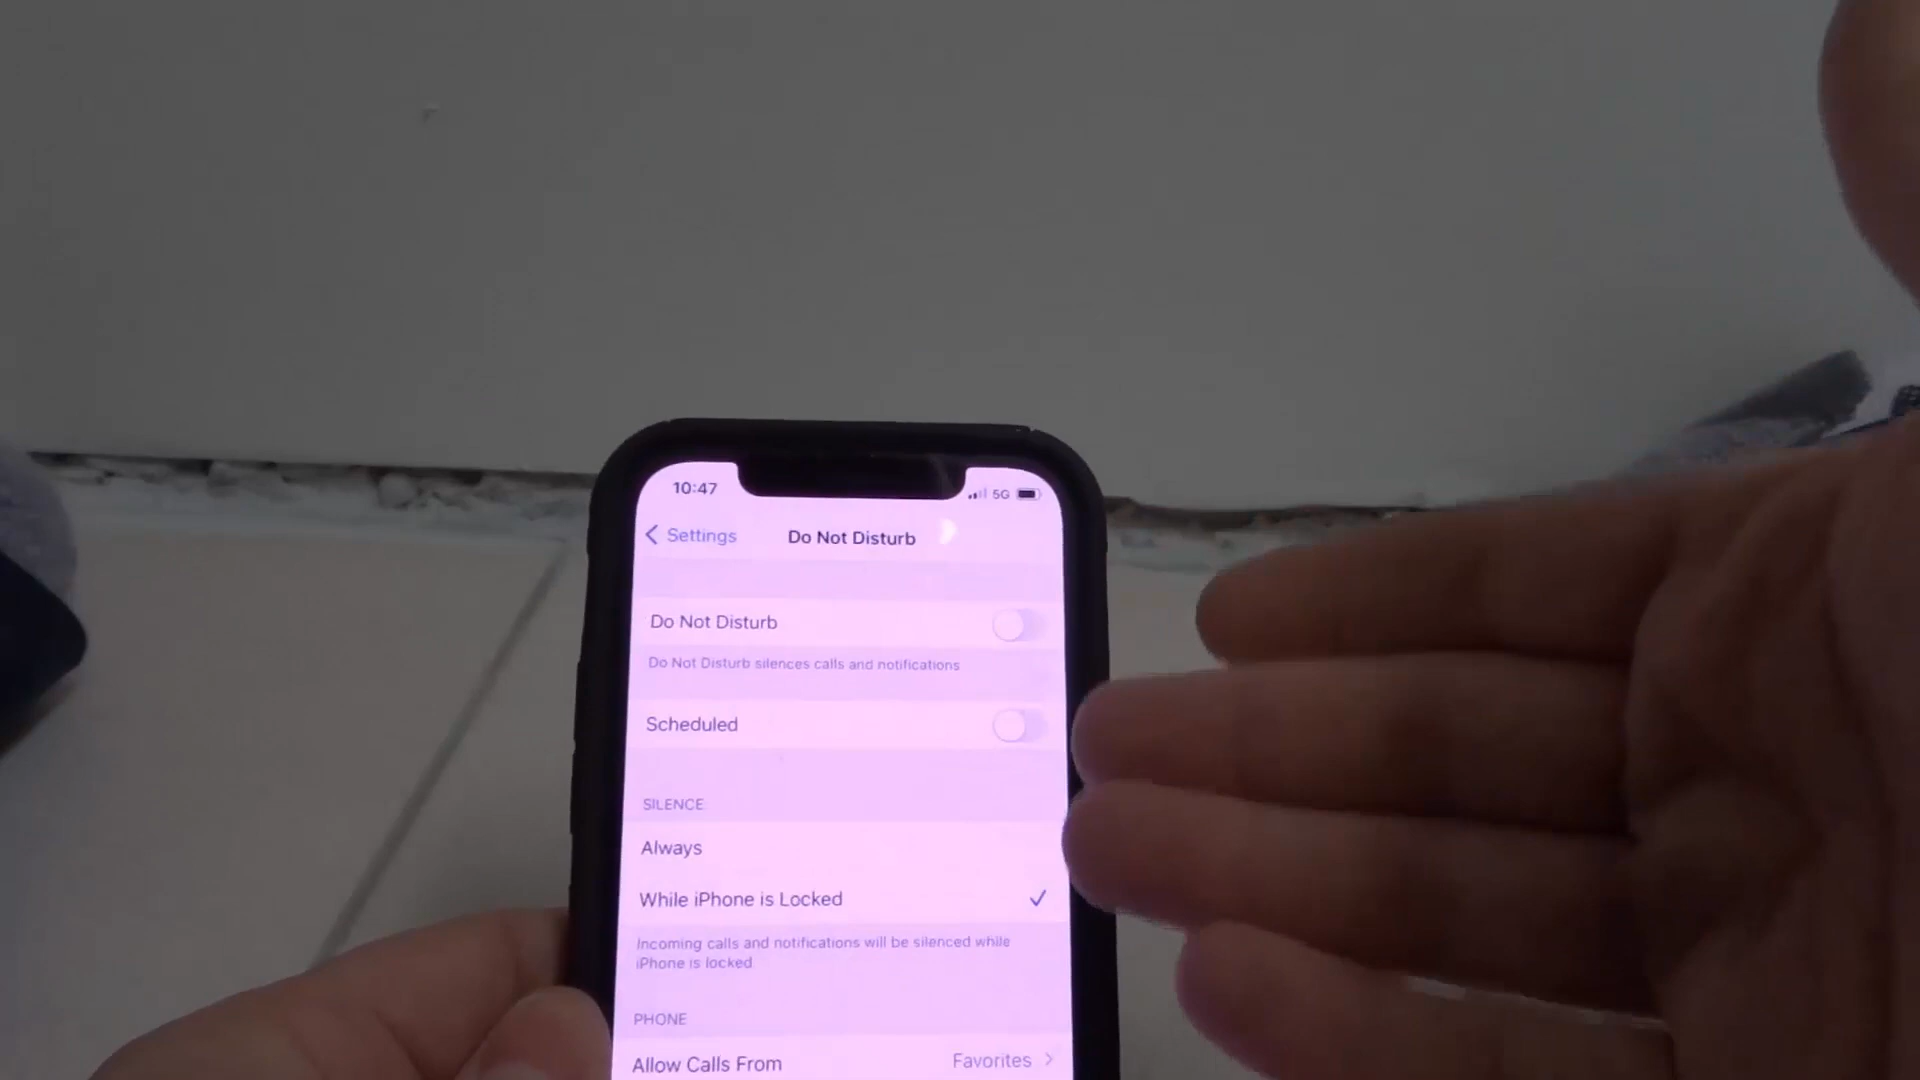 10:47
5G
Settings
Do Not Disturb
Do Not Disturb
Do Not Disturb silences calls and notifications
Scheduled
SILENCE
Always
While iPhone is Locked
Incoming calls and notifications will be silenced while
iPhone is locked
PHONE
Allow Calls From Favorites